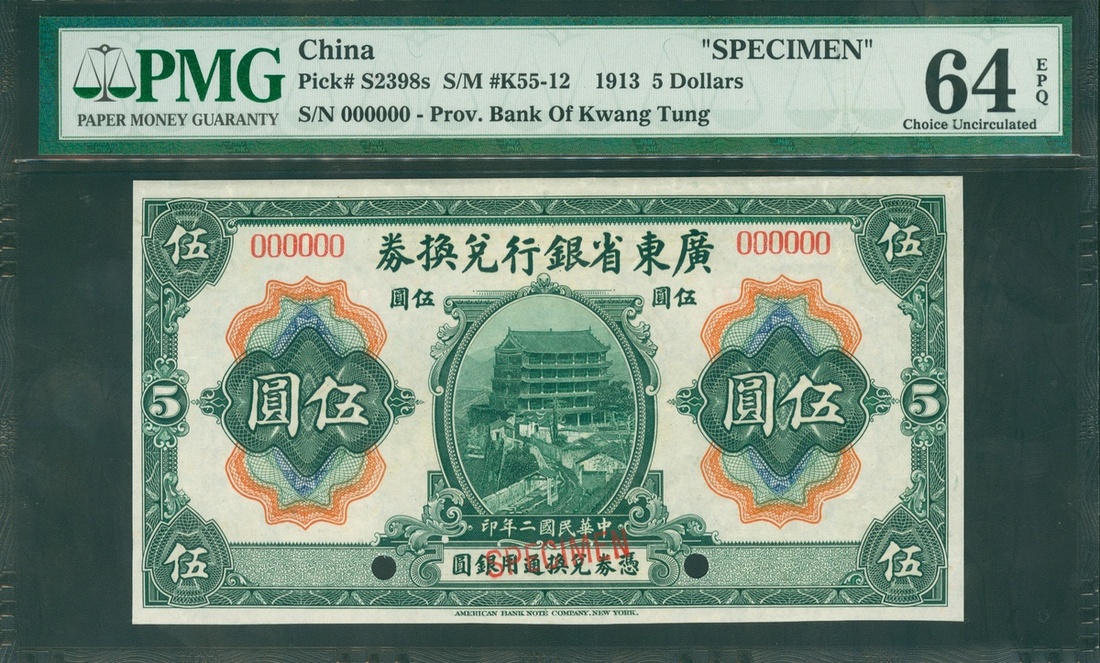 PMG
PAPER MONEY GUARANTY
China
"SPECIMEN"
Pick# S2398s S/M #K55-12 1913 5 Dollars
S/N 000000 - Prov. Bank Of Kwang Tung
64
EPQ
Choice Uncirculated
伍
伍
000000
000000
廣東省銀行兌換券
伍圓
伍圓
伍圓
伍圓
5
5
中華民國二年印
憑券兌換通用銀圓
SPECIMEN
伍
伍
AMERICAN BANK NOTE COMPANY, NEW YORK.